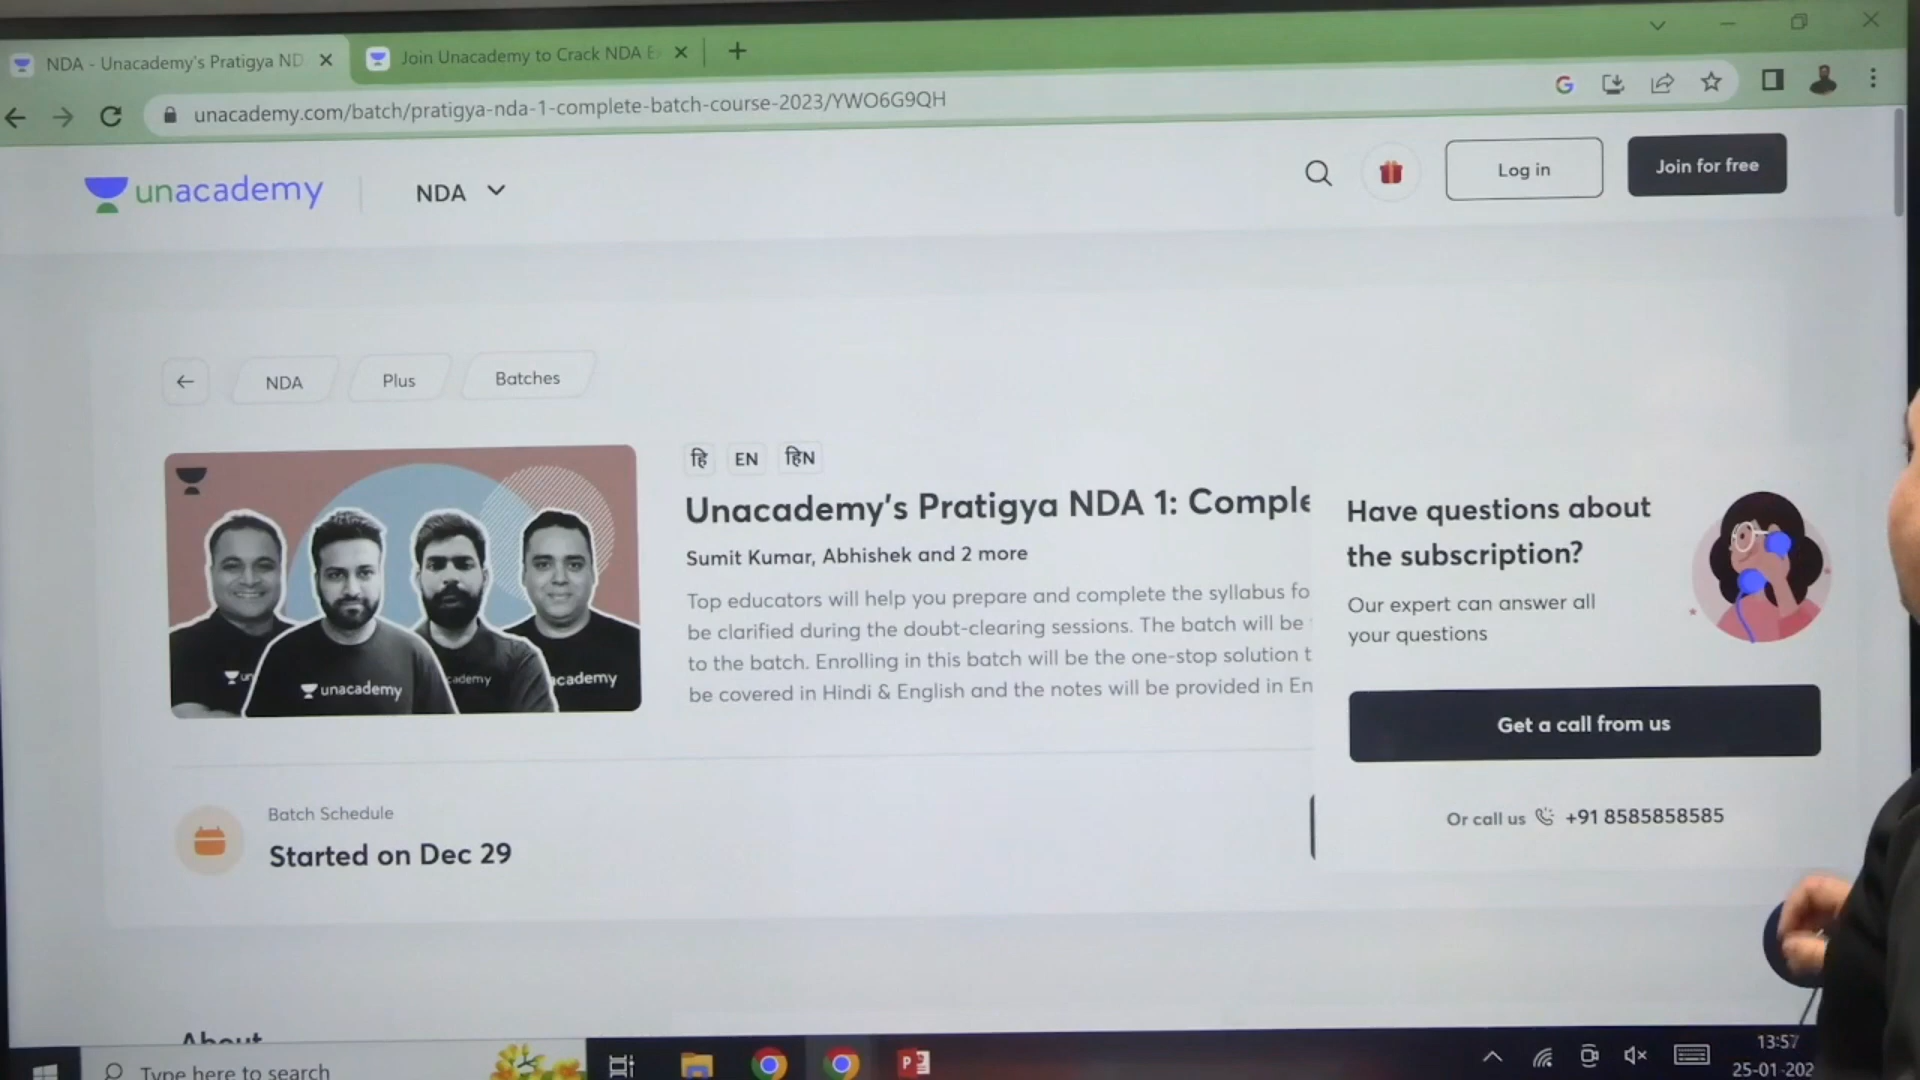 NDA - Unacademy's Pratigya ND
Join Unacademy to Crack NDA E
unacademy.com/batch/pratigya-nda-1-complete-batch-course-2023/YWO6G9QH
unacademy
NDA
Log in
Join for free
NDA
Plus
Batches
हि
EN
हिN
Unacademy's Pratigya NDA 1: Comple
Sumit Kumar, Abhishek and 2 more
Top educators will help you prepare and complete the syllabus fo
be clarified during the doubt-clearing sessions. The batch will be
to the batch. Enrolling in this batch will be the one-stop solution t
be covered in Hindi & English and the notes will be provided in En
un
unacademy
cademy
academy
Have questions about
the subscription?
Our expert can answer all
your questions
Get a call from us
Or call us +91 8585858585
Batch Schedule
Started on Dec 29
About
Type here to search
13:57
25-01-202